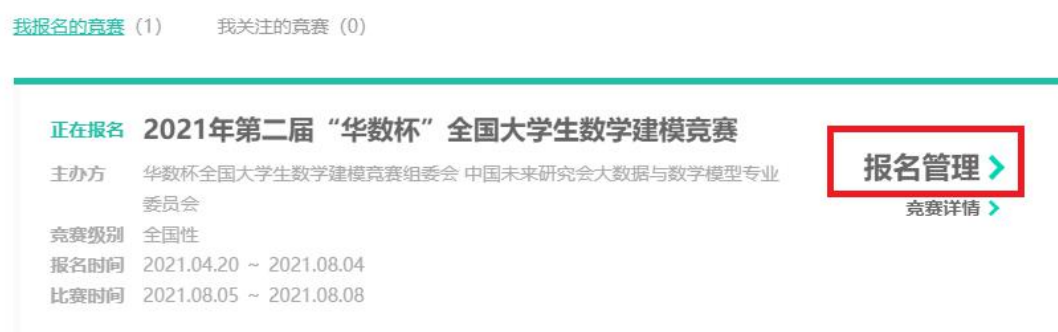 我报名的竞赛（1） 我关注的竞赛（0）
正在报名 2021年第二届“华数杯”全国大学生数学建模竞赛
报名管理 >
主办方 华数杯全国大学生数学建模竞赛组委会 中国未来研究会大数据与数学模型专业
委员会
竞赛详情 >
竞赛级别 全国性
报名时间 2021.04.20 ~ 2021.08.04
比赛时间 2021.08.05 ~ 2021.08.08